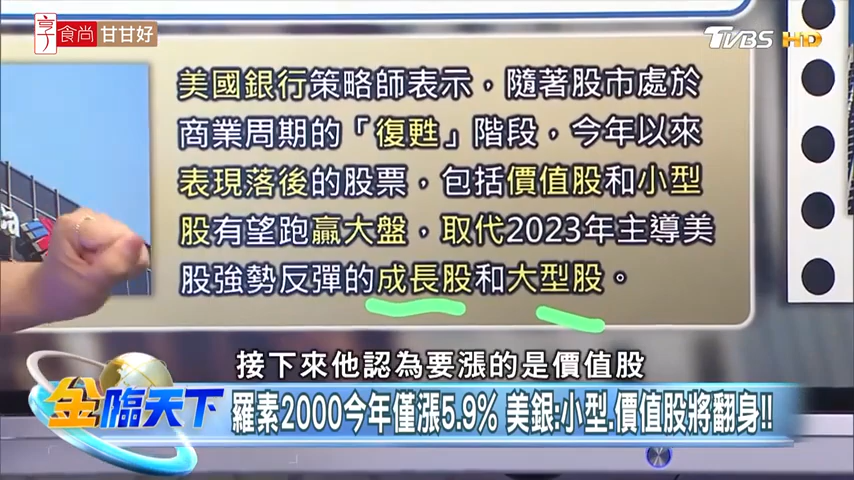 享 食尚 甘甘好
TVBS HD
美國銀行策略師表示，隨著股市處於
商業周期的「復甦」階段，今年以來
表現落後的股票，包括價值股和小型
股有望跑贏大盤，取代2023年主導美
股強勢反彈的成長股和大型股。
接下來他認為要漲的是價值股
金臨天下
羅素2000今年僅漲5.9% 美銀:小型.價值股將翻身!!